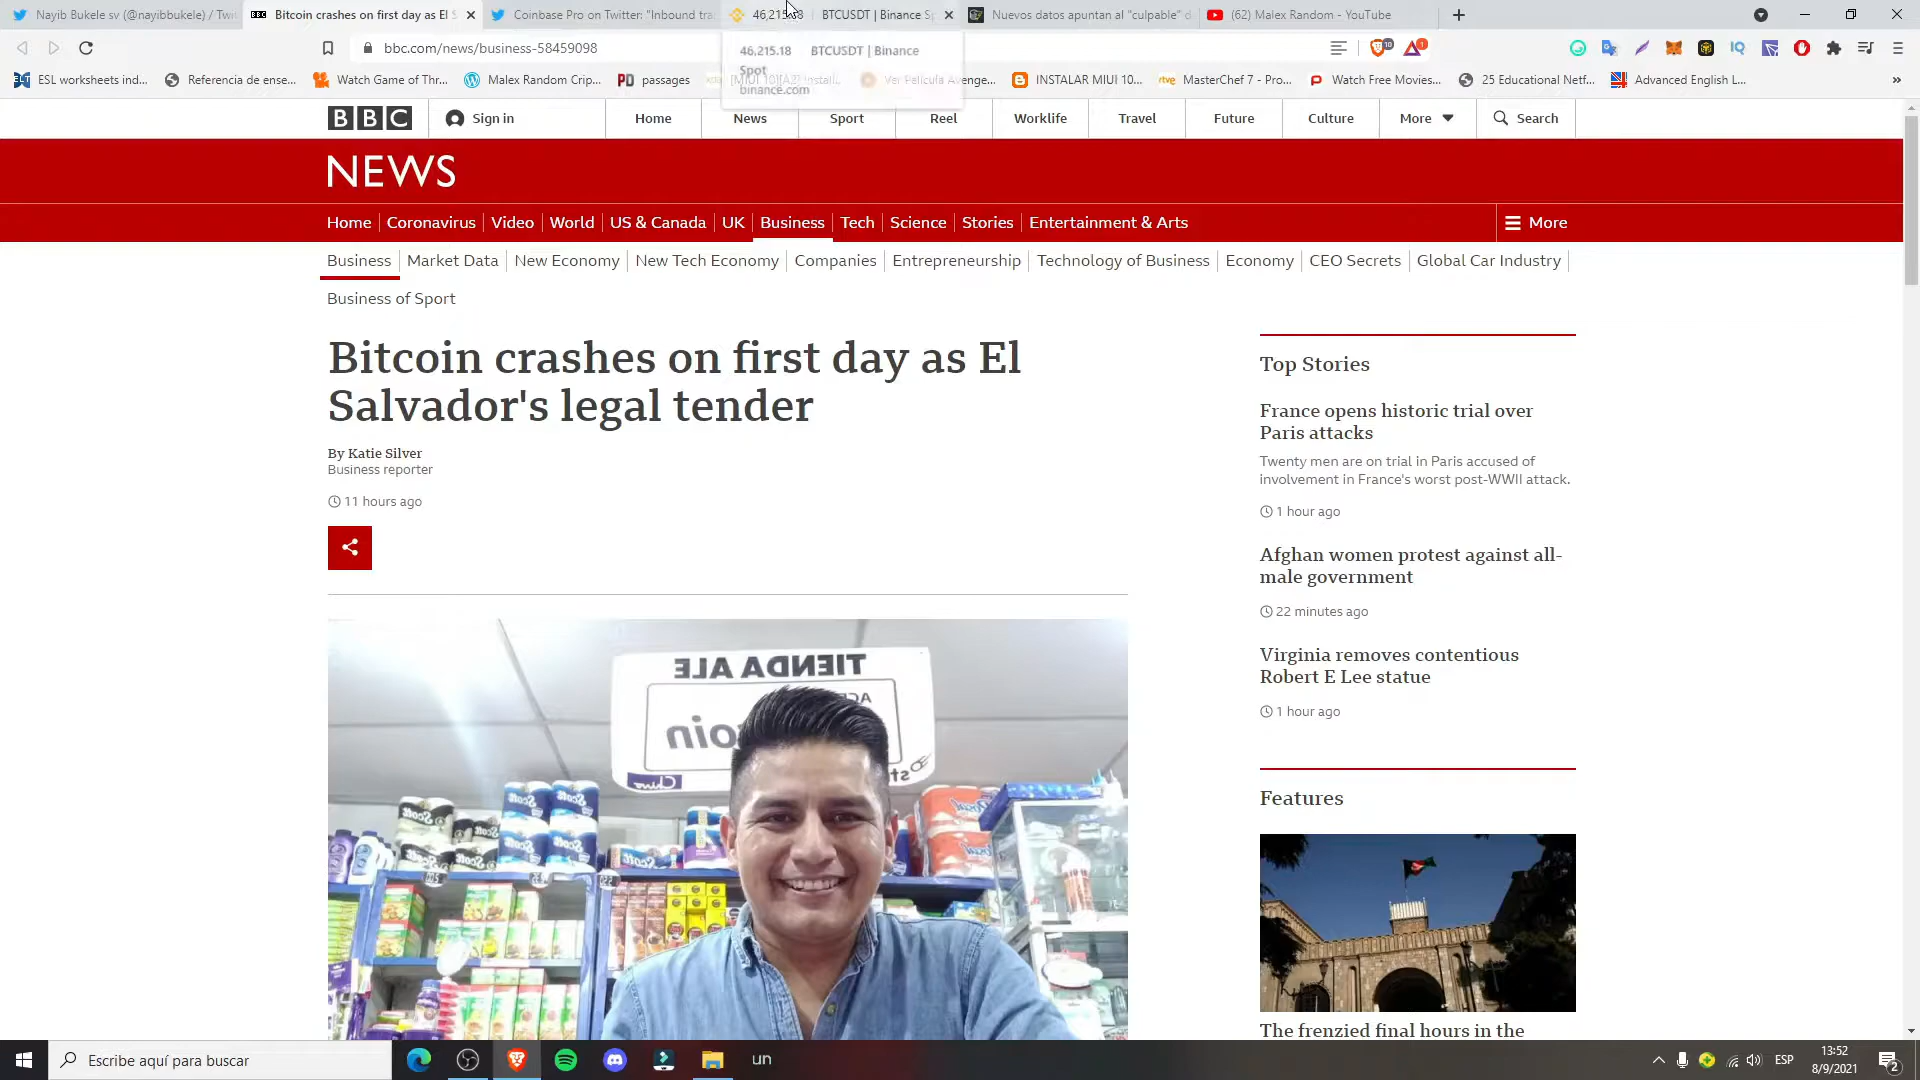 Nayib Bukele sv (@nayibbukele) / Tw
Bitcoin crashes on first day as El S
Coinbase Pro on Twitter: "Inbound tra
BTCUSDT | Binance Sp
Nuevos datos apuntan al "culpable" d
(62) Malex Random - YouTube
bbc.com/news/business-58459098
10
1
46,215.18 BTCUSDT | Binance
Spot
binance.com
ESL worksheets ind...
Referencia de ense...
Watch Game of Thr...
Malex Random Crip...
passages
Ver Pelicula Avenge...
INSTALAR MIUI 10...
MasterChef 7 - Pro...
Watch Free Movies...
25 Educational Netf...
Advanced English L...
BBC
Sign in
Home
News
Sport
Reel
Worklife
Travel
Future
Culture
More
Search
NEWS
Home
Coronavirus
Video
World
US & Canada
UK
Business
Tech
Science
Stories
Entertainment & Arts
More
Business
Market Data
New Economy
New Tech Economy
Companies
Entrepreneurship
Technology of Business
Economy
CEO Secrets
Global Car Industry
Business of Sport
Bitcoin crashes on first day as El
Salvador's legal tender
By Katie Silver
Business reporter
11 hours ago
TIENDA ALE
Chivo
Scott
Top Stories
France opens historic trial over
Paris attacks
Twenty men are on trial in Paris accused of
involvement in France's worst post-WWII attack.
1 hour ago
Afghan women protest against all-
male government
22 minutes ago
Virginia removes contentious
Robert E Lee statue
1 hour ago
Features
The frenzied final hours in the
Escribe aquí para buscar
un
ESP
13:52
8/9/2021
2